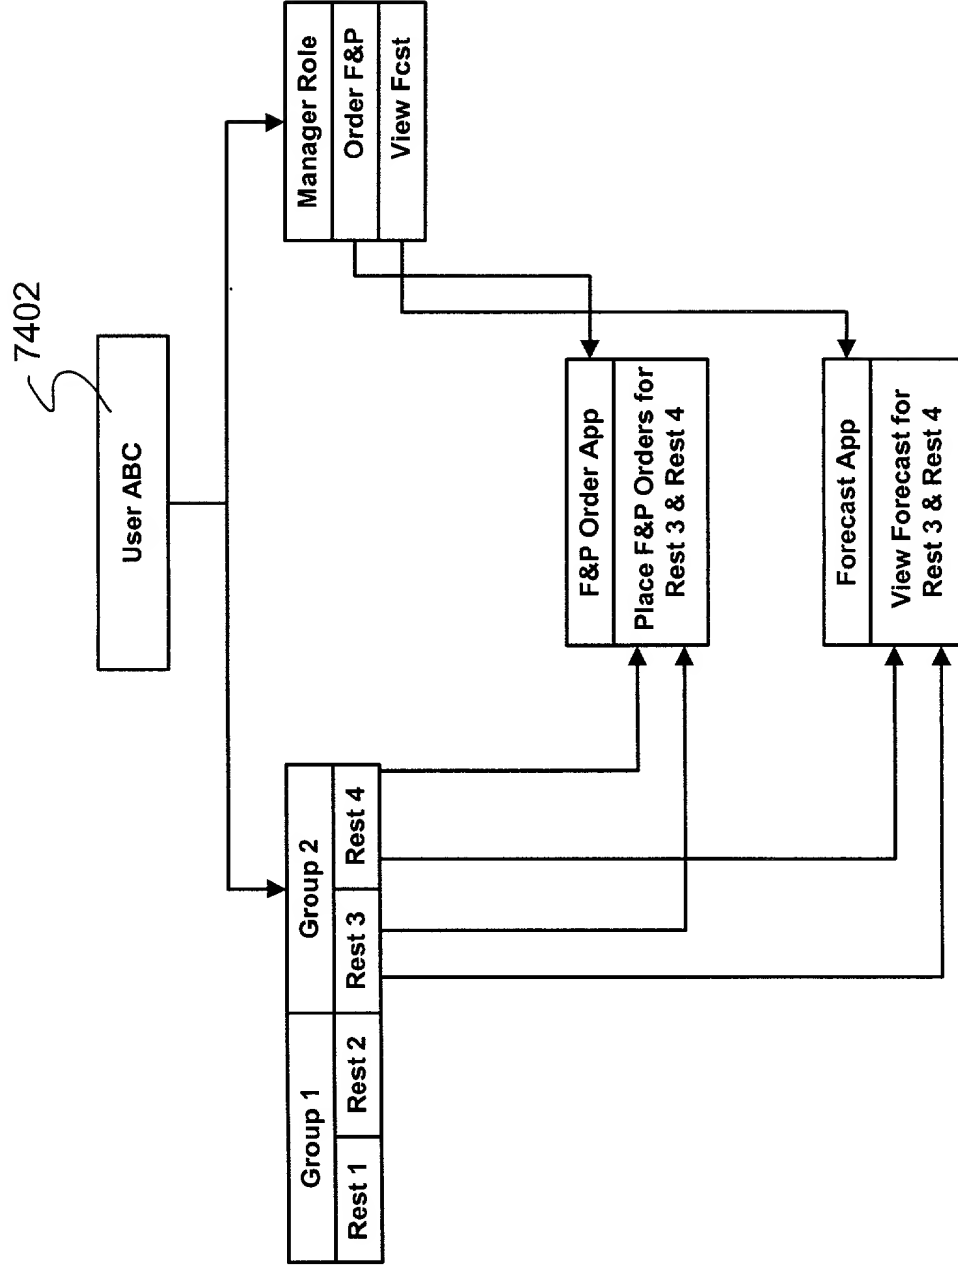 7402
User ABC
Group 1
Group 2
Rest 1
Rest 2
Rest 3
Rest 4
Manager Role
Order F&P
View Fcst
F&P Order App
Place F&P Orders for
Rest 3 & Rest 4
Forecast App
View Forecast for
Rest 3 & Rest 4